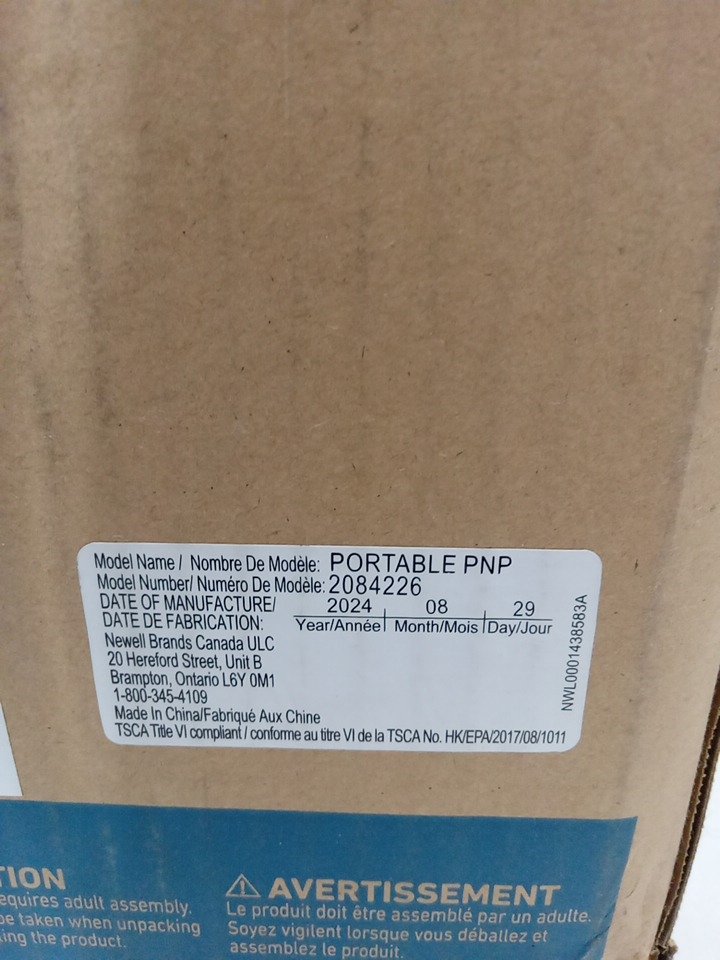 Model Name / Nombre De Modèle: PORTABLE PNP
Model Number/ Numéro De Modèle: 2084226
DATE OF MANUFACTURE/ 2024 08 29
DATE DE FABRICATION: Year/Année Month/Mois Day/Jour
Newell Brands Canada ULC
20 Hereford Street, Unit B
Brampton, Ontario L6Y 0M1
1-800-345-4109
Made In China/Fabriqué Aux Chine
TSCA Title VI compliant / conforme au titre VI de la TSCA No. HK/EPA/2017/08/1011
NWL0001438583A
TION
equires adult assembly.
be taken when unpacking
ing the product.
⚠ AVERTISSEMENT
Le produit doit être assemblé par un adulte.
Soyez vigilent lorsque vous déballez et
assemblez le produit.